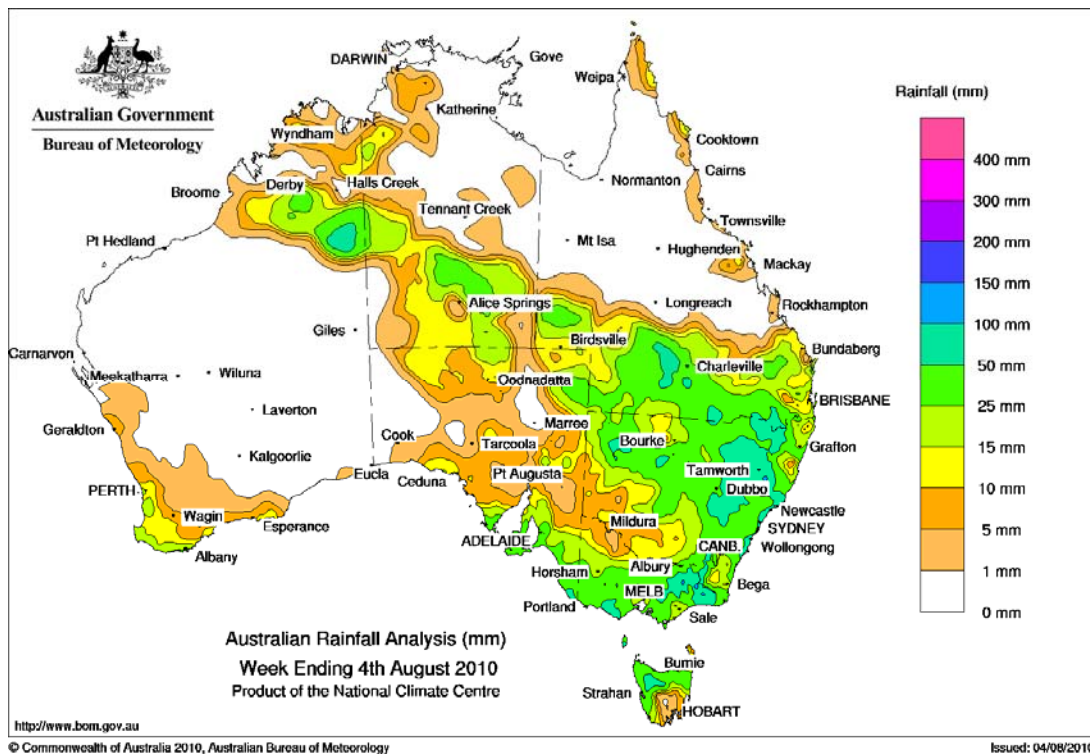 Australian Government
Bureau of Meteorology
DARWIN
Gove
Weipa
Katherine
Wyndham
Cooktown
Cairns
Normanton
Broome
Derby
Halls Creek
Tennant Creek
Townsville
Pt Hedland
Mt Isa
Hughenden
Mackay
Alice Springs
Longreach
Rockhampton
Giles
Birdsville
Bundaberg
Carnarvon
Meekatharra
Wiluna
Charleville
Oodnadatta
BRISBANE
Laverton
Marree
Geraldton
Cook
Tarcoola
Bourke
Grafton
Kalgoorlie
Eucla
Ceduna
Pt Augusta
Tamworth
Dubbo
PERTH
Wagin
Esperance
Mildura
Newcastle
SYDNEY
Albany
ADELAIDE
CANB.
Wollongong
Horsham
Albury
Bega
Portland
MELB
Sale
Burnie
Strahan
HOBART
Rainfall (mm)
400 mm
300 mm
200 mm
150 mm
100 mm
50 mm
25 mm
15 mm
10 mm
5 mm
1 mm
0 mm
Australian Rainfall Analysis (mm)
Week Ending 4th August 2010
Product of the National Climate Centre
http://www.bom.gov.au
© Commonwealth of Australia 2010, Australian Bureau of Meteorology
Issued: 04/08/2010